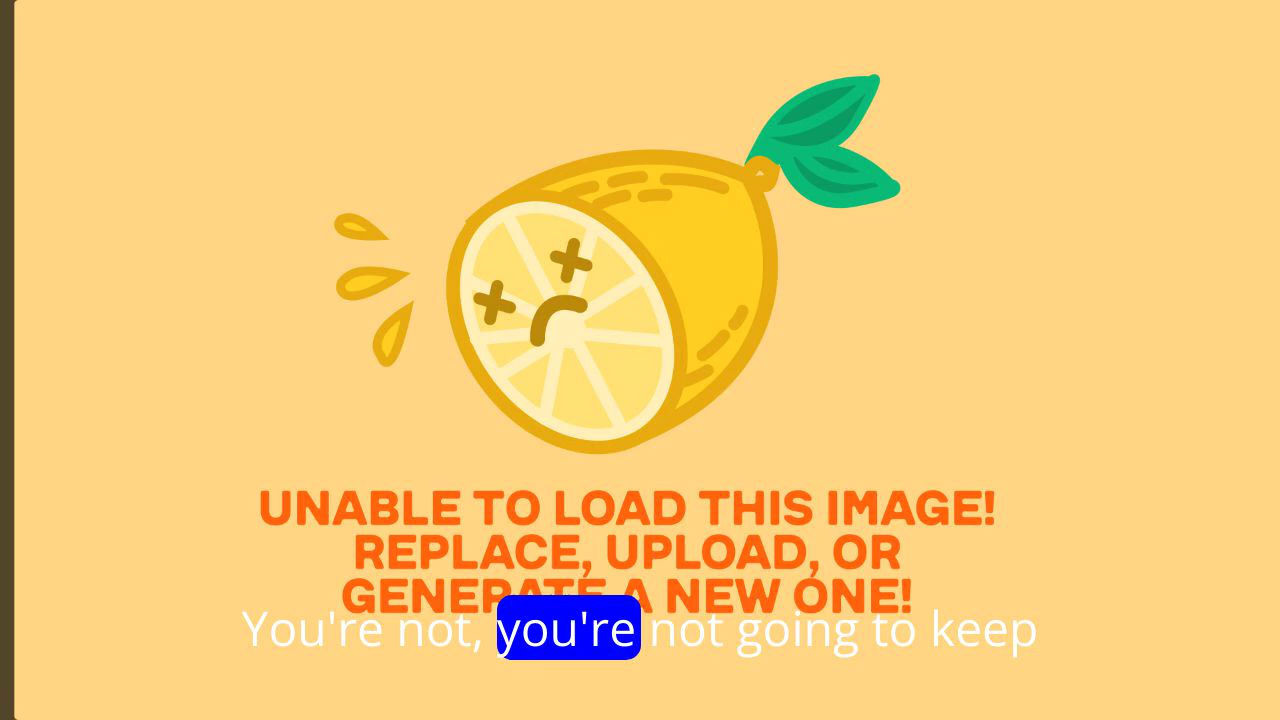 UNABLE TO LOAD THIS IMAGE!
REPLACE, UPLOAD, OR
GENERATE A NEW ONE!
You're not, you're not going to keep